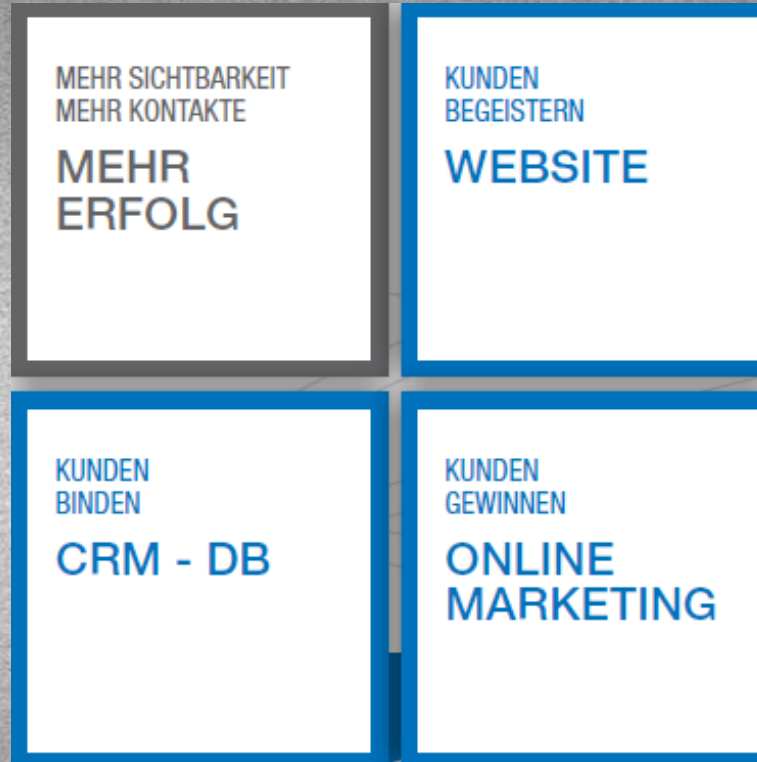 MEHR SICHTBARKEIT
MEHR KONTAKTE
MEHR
ERFOLG
KUNDEN
BEGEISTERN
WEBSITE
KUNDEN
BINDEN
CRM - DB
KUNDEN
GEWINNEN
ONLINE
MARKETING